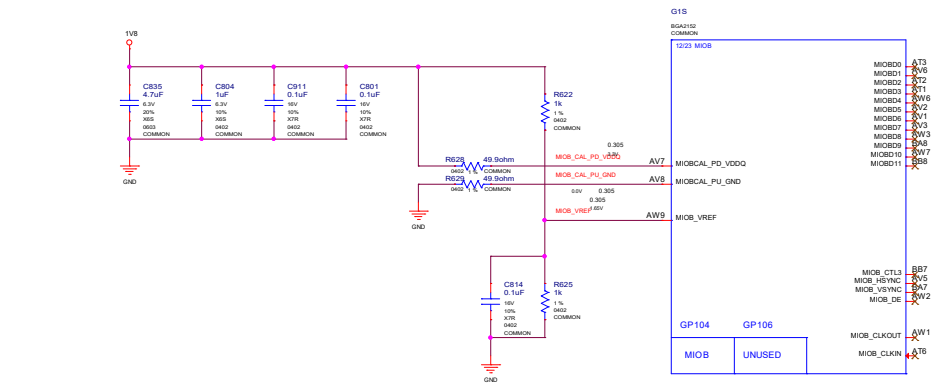 G1S
BGA2152
COMMON
12/23 MIOB
1V8
C835
4.7uF
6.3V
20%
X6S
0603
COMMON
C804
1uF
6.3V
10%
X6S
0402
COMMON
C911
0.1uF
16V
10%
X7R
0402
COMMON
C801
0.1uF
16V
10%
X7R
0402
COMMON
GND
R622
1k
1 %
0402
COMMON
R628
49.9ohm
0402
1 %
COMMON
R629
49.9ohm
0402
1 %
COMMON
GND
0.305
MIOB_CAL_PD_VDDQ
MIOB_CAL_PU_GND
0.0V
0.305
0.305
MIOB_VREF
AV7
MIOBCAL_PD_VDDQ
AV8
MIOBCAL_PU_GND
AW9
MIOB_VREF
C814
0.1uF
16V
10%
X7R
0402
COMMON
R625
1k
1 %
0402
COMMON
GND
MIOBD0 AT3
MIOBD1 AV6
MIOBD2 AT2
MIOBD3 AT1
MIOBD4 AW6
MIOBD5 AV2
MIOBD6 AV1
MIOBD7 AV3
MIOBD8 AW3
MIOBD9 BA8
MIOBD10 AW7
MIOBD11 BB8
MIOB_CTL3 BB7
MIOB_HSYNC AV5
MIOB_VSYNC BA7
MIOB_DE AW2
MIOB_CLKOUT AW1
MIOB_CLKIN AT6
GP104 GP106
MIOB UNUSED